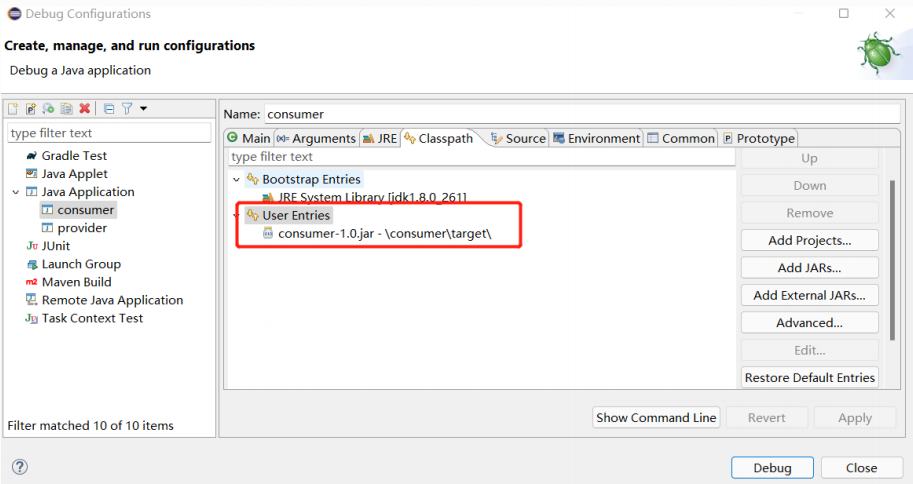 Debug Configurations
Create, manage, and run configurations
Debug a Java application
type filter text
Gradle Test
Java Applet
Java Application
consumer
provider
JUnit
Launch Group
Maven Build
Remote Java Application
Task Context Test
Filter matched 10 of 10 items
Name: consumer
Main Arguments JRE Classpath Source Environment Common Prototype
type filter text
Bootstrap Entries
JRE System Library [jdk1.8.0_261]
User Entries
consumer-1.0.jar - \consumer\target\
Up
Down
Remove
Add Projects...
Add JARs...
Add External JARs...
Advanced...
Edit...
Restore Default Entries
Show Command Line Revert Apply
Debug Close